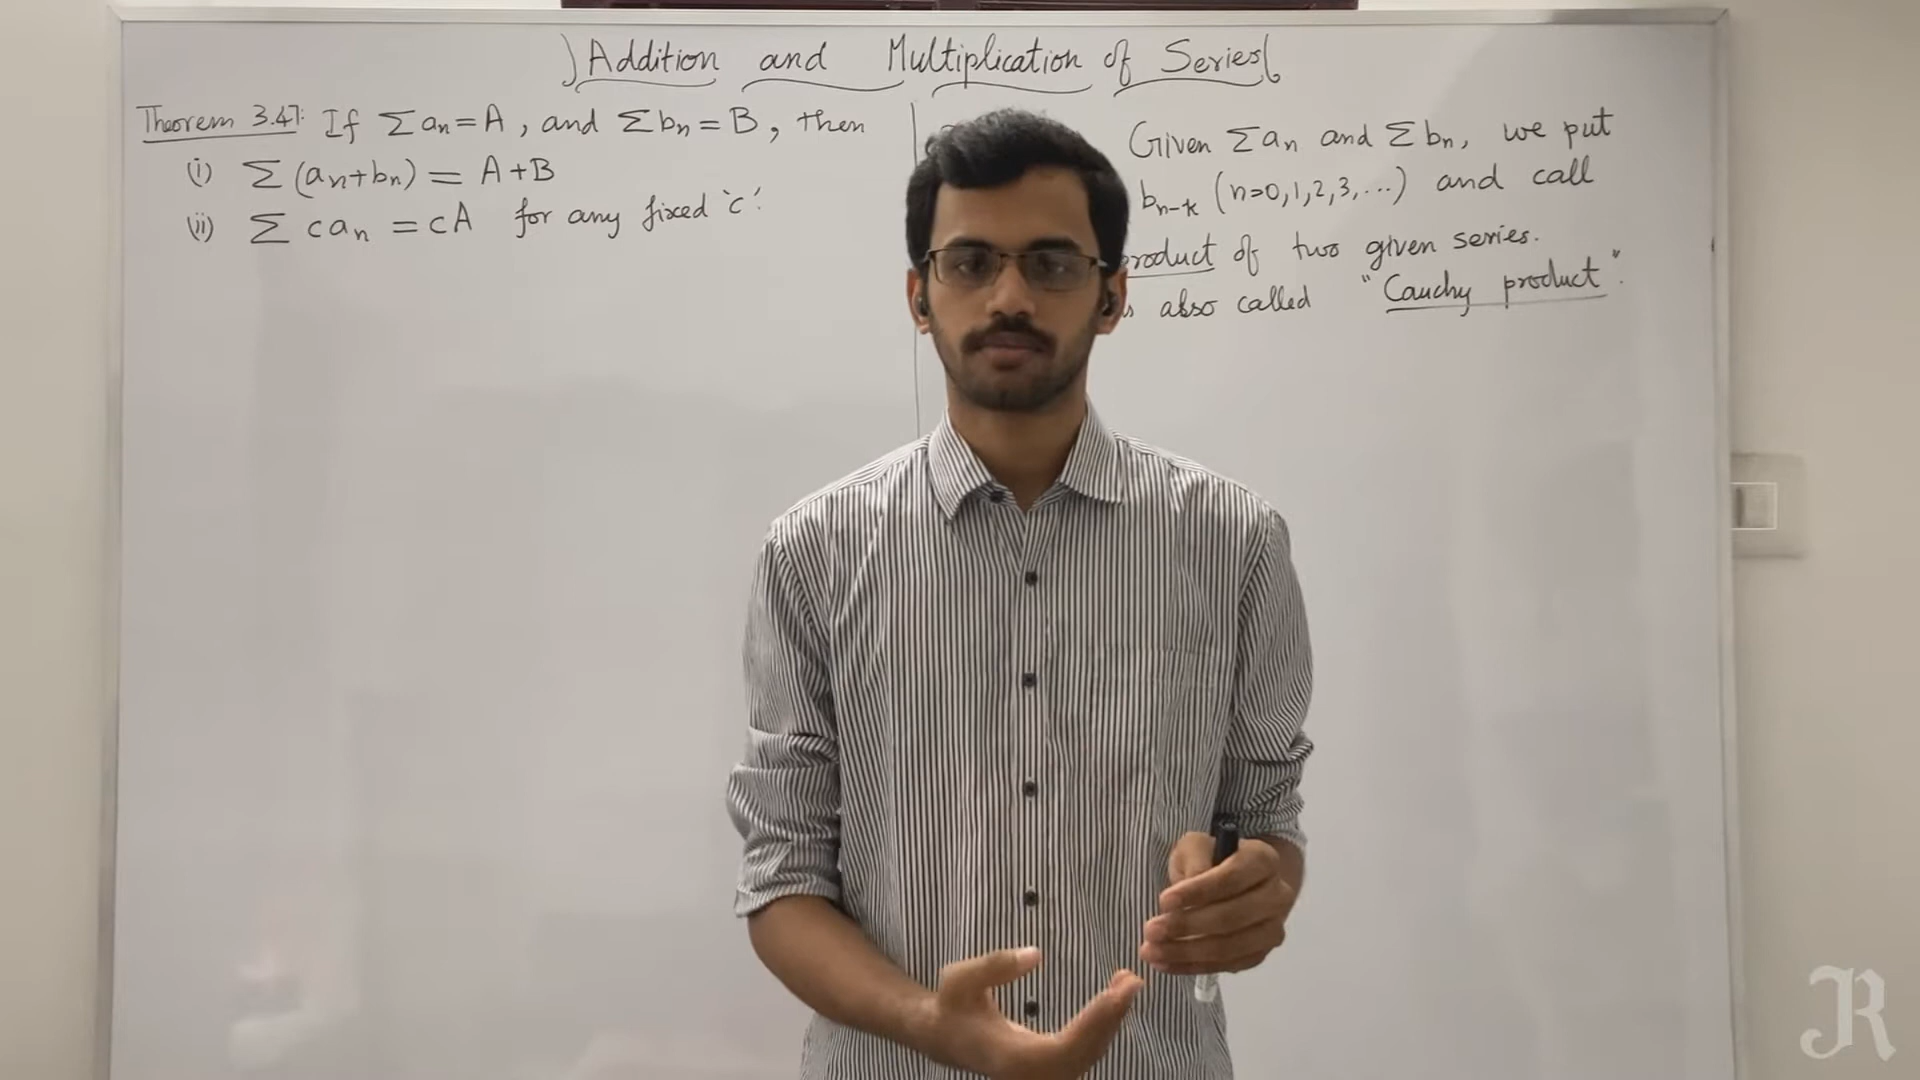 Addition and Multiplication of Series
Theorem 3.47: If Σan = A, and Σbn = B, then
(i) Σ (an+bn) = A+B
(ii) Σ can = cA for any fixed 'c'.
Given Σan and Σbn, we put
bn-k (n=0,1,2,3,...) and call
product of two given series.
also called "Cauchy product".
JR